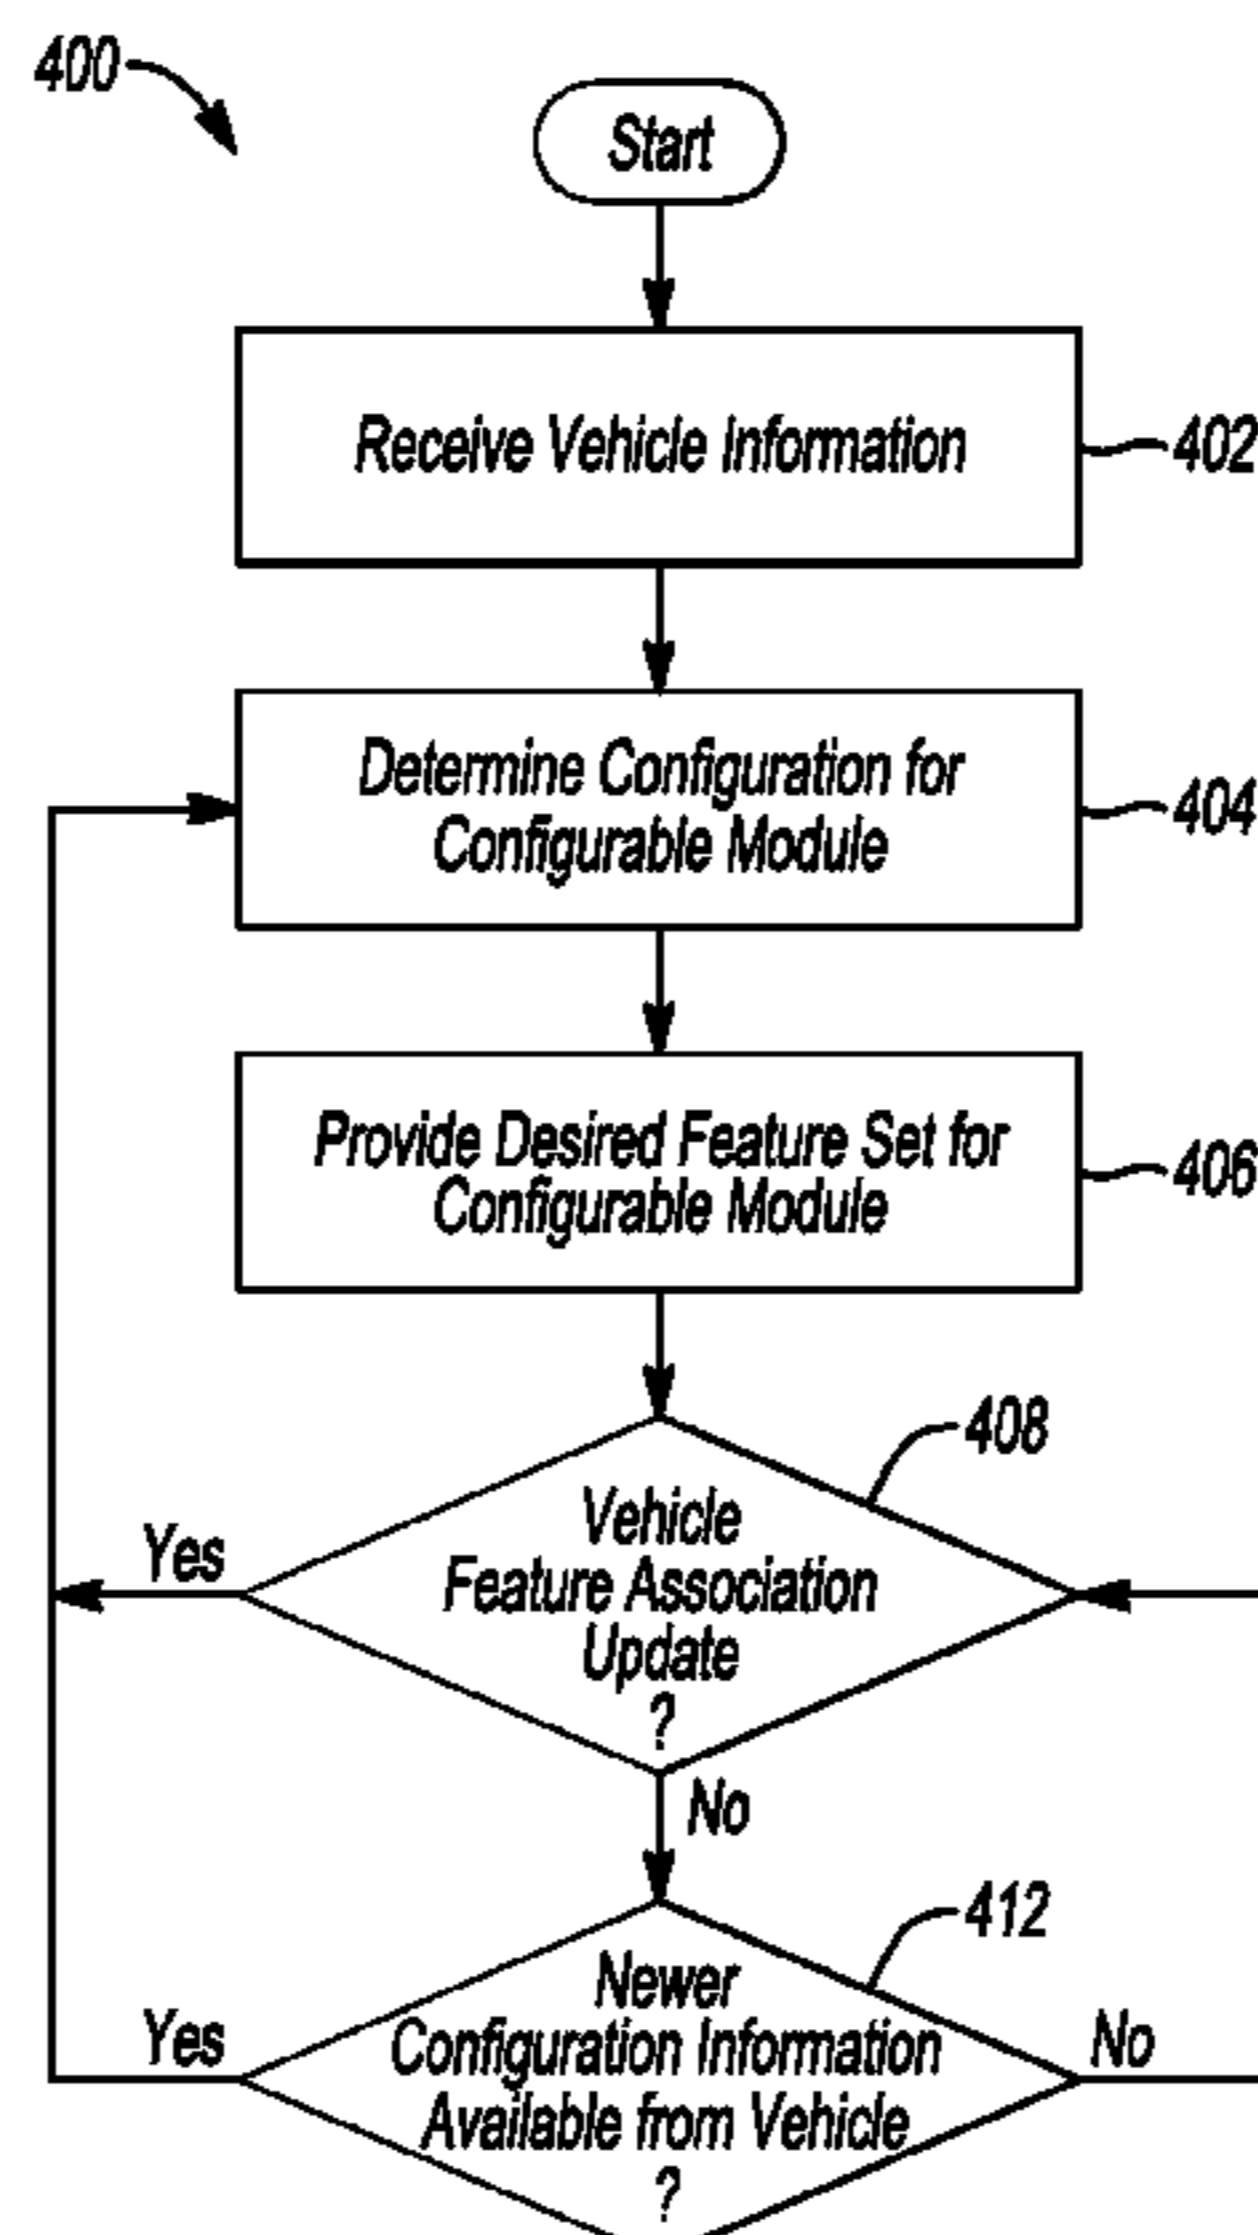 400
Start
Receive Vehicle Information
402
Determine Configuration for
Configurable Module
404
Provide Desired Feature Set for
Configurable Module
406
408
Vehicle
Feature Association
Update
?
Yes
No
412
Newer
Configuration Information
Available from Vehicle
?
Yes
No